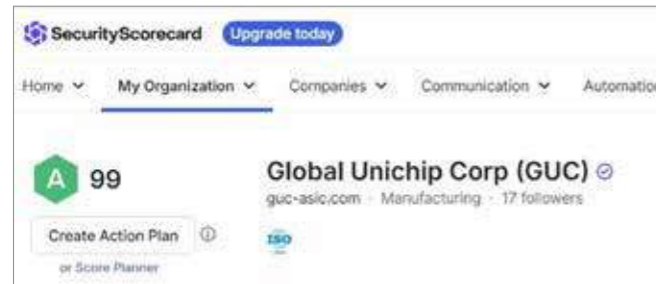 SecurityScorecard Upgrade today
Home My Organization Companies Communication Automation
A 99
Global Unichip Corp (GUC)
guc-asic.com · Manufacturing · 17 followers
Create Action Plan
ISO
or Score Planner